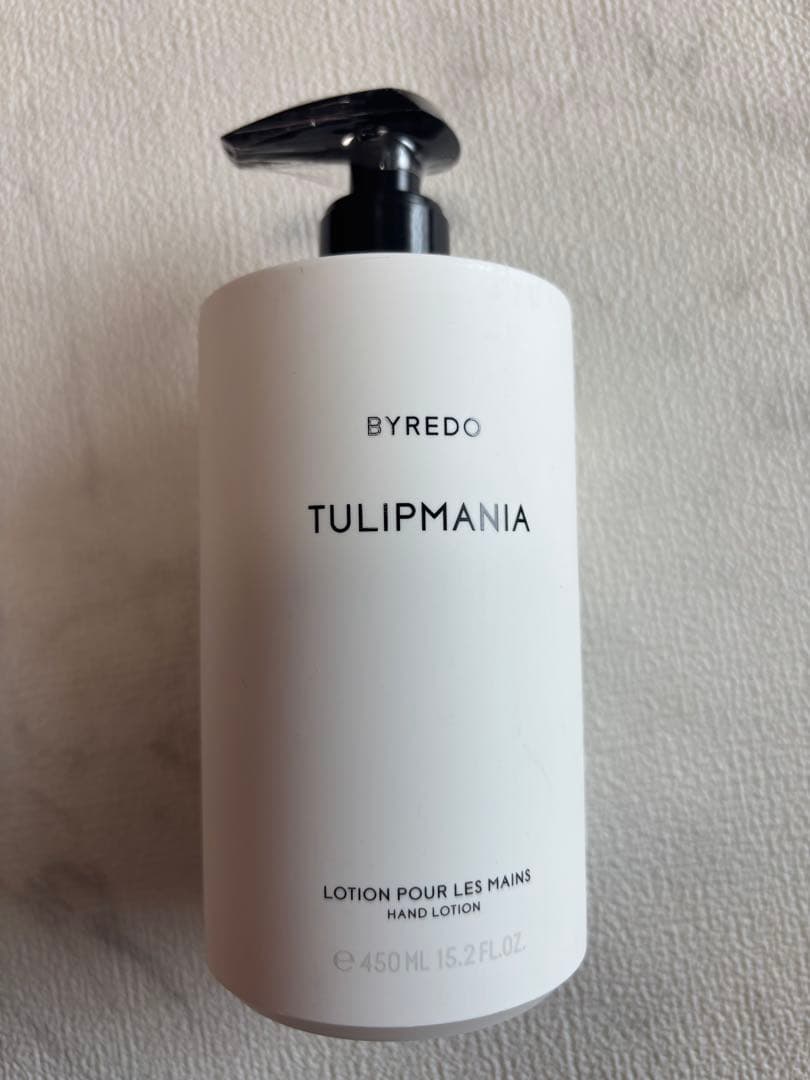 BYREDO
TULIPMANIA
LOTION POUR LES MAINS
HAND LOTION
℮ 450 ML 15.2 FL.OZ.